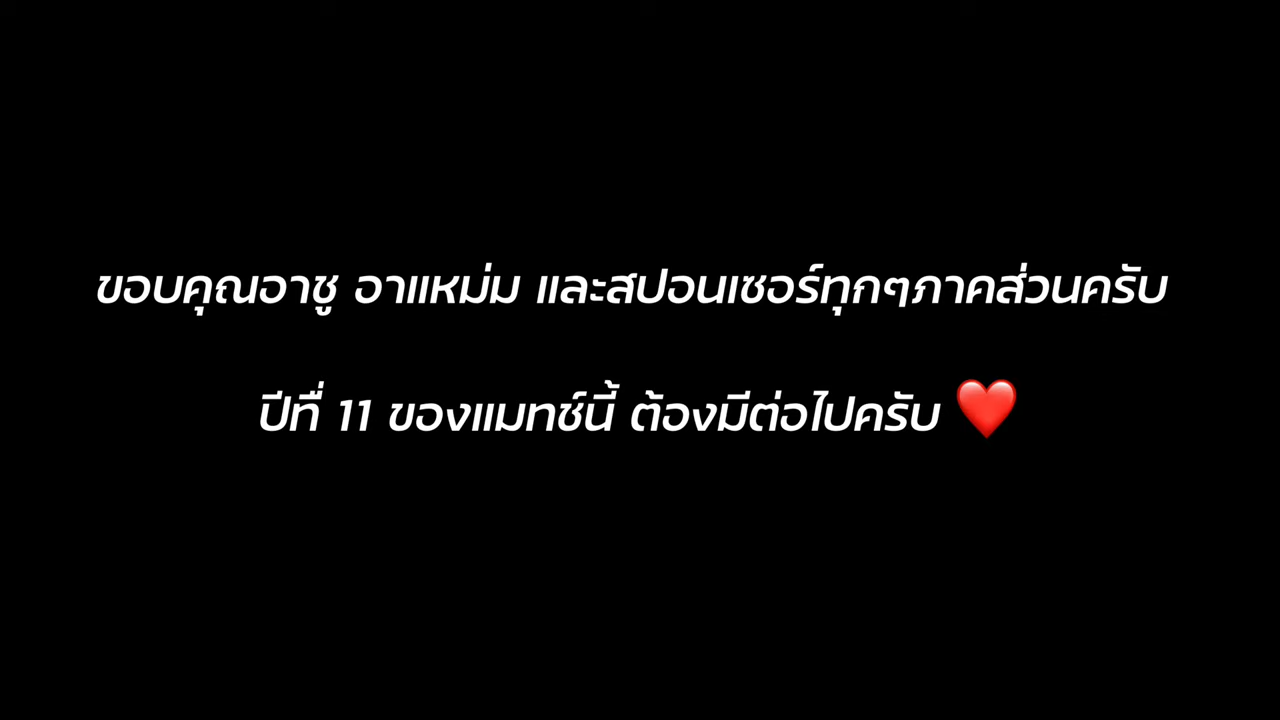 ขอบคุณอาชู อาแหม่ม และสปอนเซอร์ทุกๆภาคส่วนครับ
ปีที่ 11 ของแมทช์นี้ ต้องมีต่อไปครับ ❤️